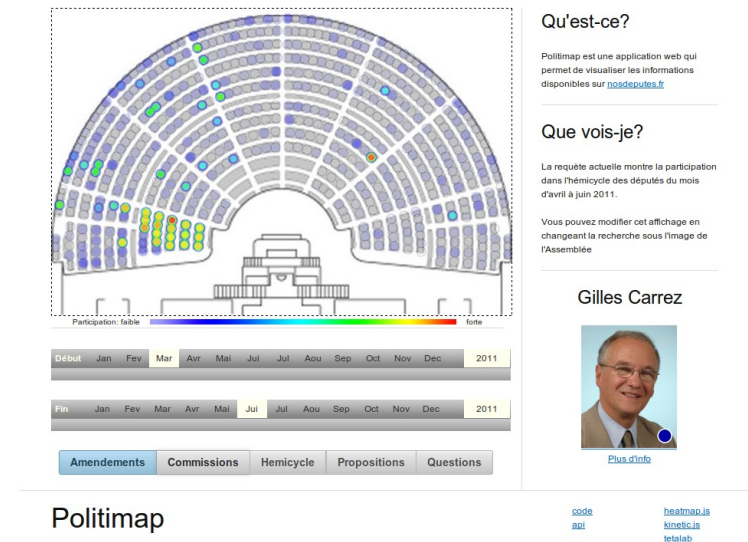 Qu'est-ce?
Politimap est une application web qui
permet de visualiser les informations
disponibles sur nosdeputes.fr
Que vois-je?
La requète actuelle montre la participation
dans l'hémicycle des députés du mois
d'avril à juin 2011.
Vous pouvez modifier cet affichage en
changeant la recherche sous l'image de
l'Assemblée
Gilles Carrez
Plus d'info
Participation: faible forte
Début Jan Fev Mar Avr Mai Jui Jul Aou Sep Oct Nov Dec 2011
Fin Jan Fev Mar Avr Mai Jui Jul Aou Sep Oct Nov Dec 2011
Amendements Commissions Hemicycle Propositions Questions
Politimap
code
api
heatmap.js
kinetic.js
tetalab